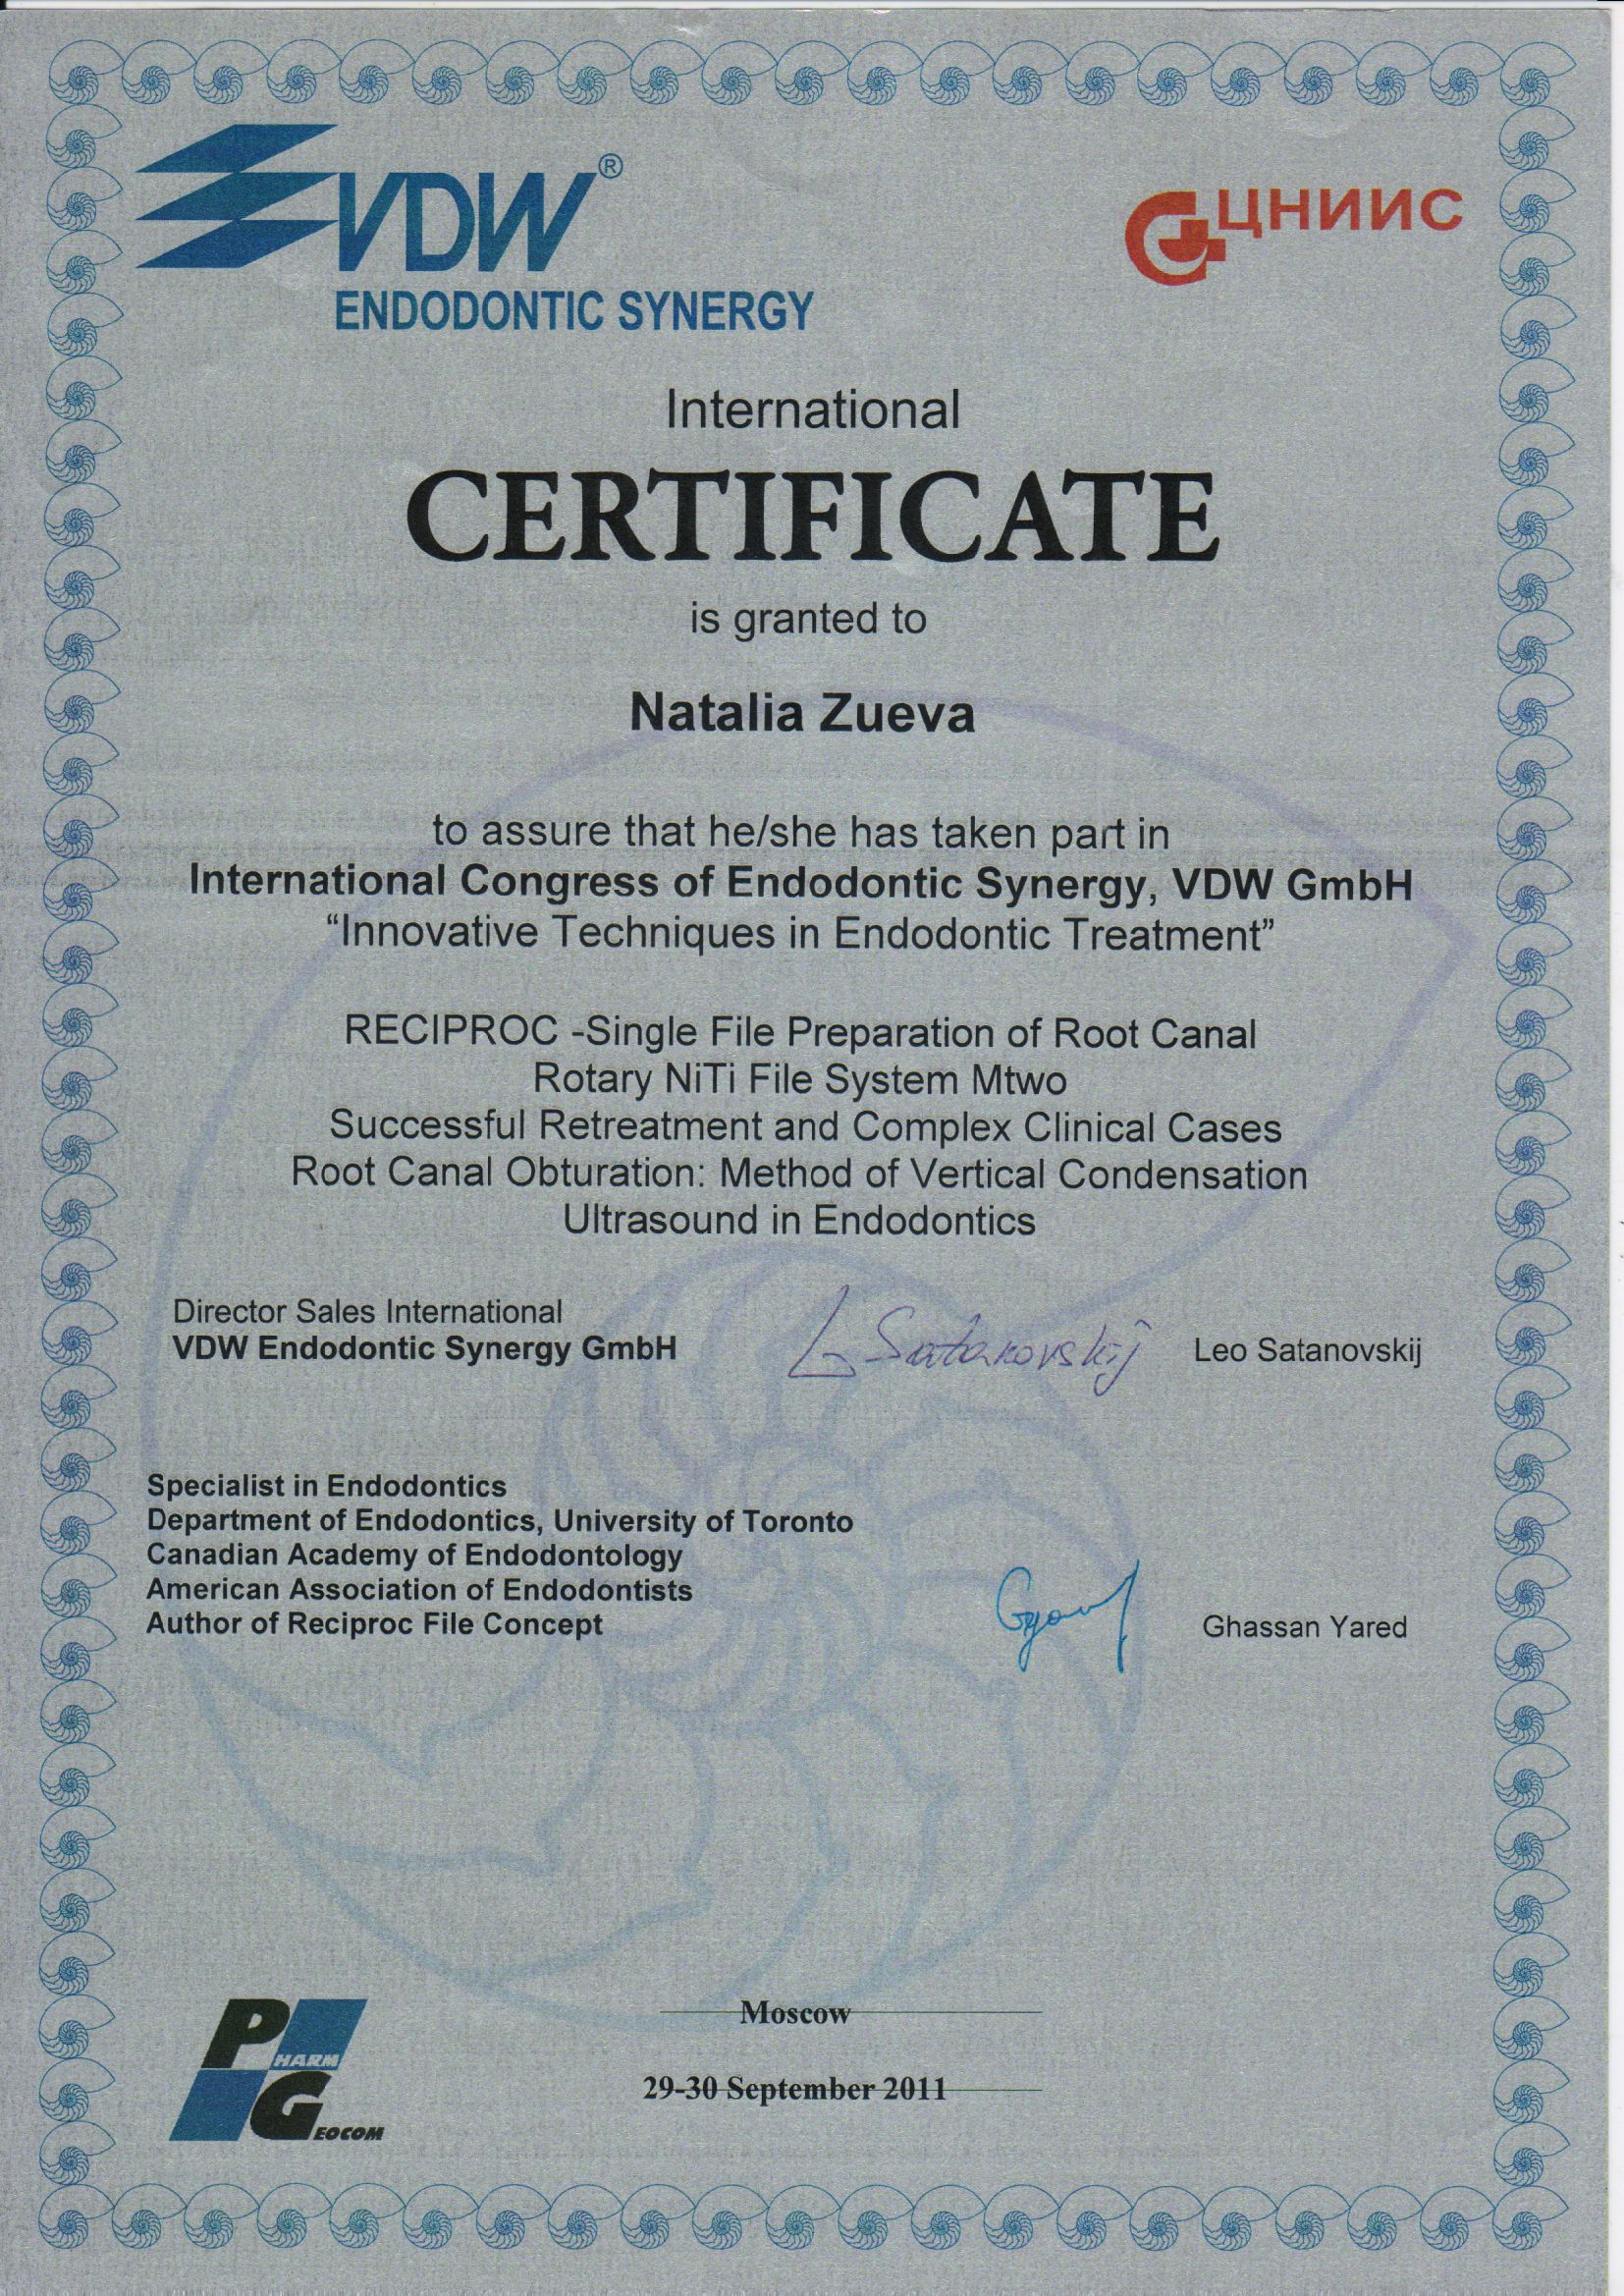 VDW®
ЦНИИС
ENDODONTIC SYNERGY
International
CERTIFICATE
is granted to
Natalia Zueva
to assure that he/she has taken part in
International Congress of Endodontic Synergy, VDW GmbH
“Innovative Techniques in Endodontic Treatment”
RECIPROC -Single File Preparation of Root Canal
Rotary NiTi File System Mtwo
Successful Retreatment and Complex Clinical Cases
Root Canal Obturation: Method of Vertical Condensation
Ultrasound in Endodontics
Director Sales International
VDW Endodontic Synergy GmbH
L Satanovskij
Leo Satanovskij
Specialist in Endodontics
Department of Endodontics, University of Toronto
Canadian Academy of Endodontology
American Association of Endodontists
Author of Reciproc File Concept
Ghassan Yared
Moscow
29-30 September 2011
PHARM
GEOCOM